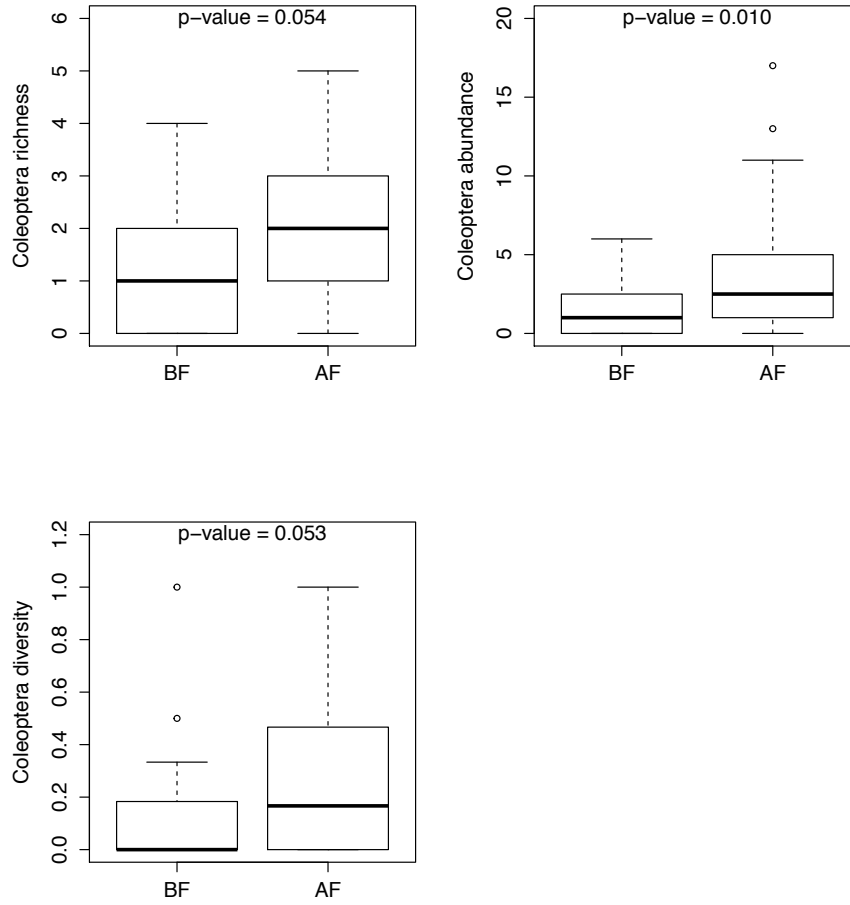 p−value = 0.054
Coleoptera richness
0
1
2
3
4
5
6
BF
AF
p−value = 0.010
Coleoptera abundance
0
5
10
15
20
BF
AF
p−value = 0.053
Coleoptera diversity
0.0
0.2
0.4
0.6
0.8
1.0
1.2
BF
AF